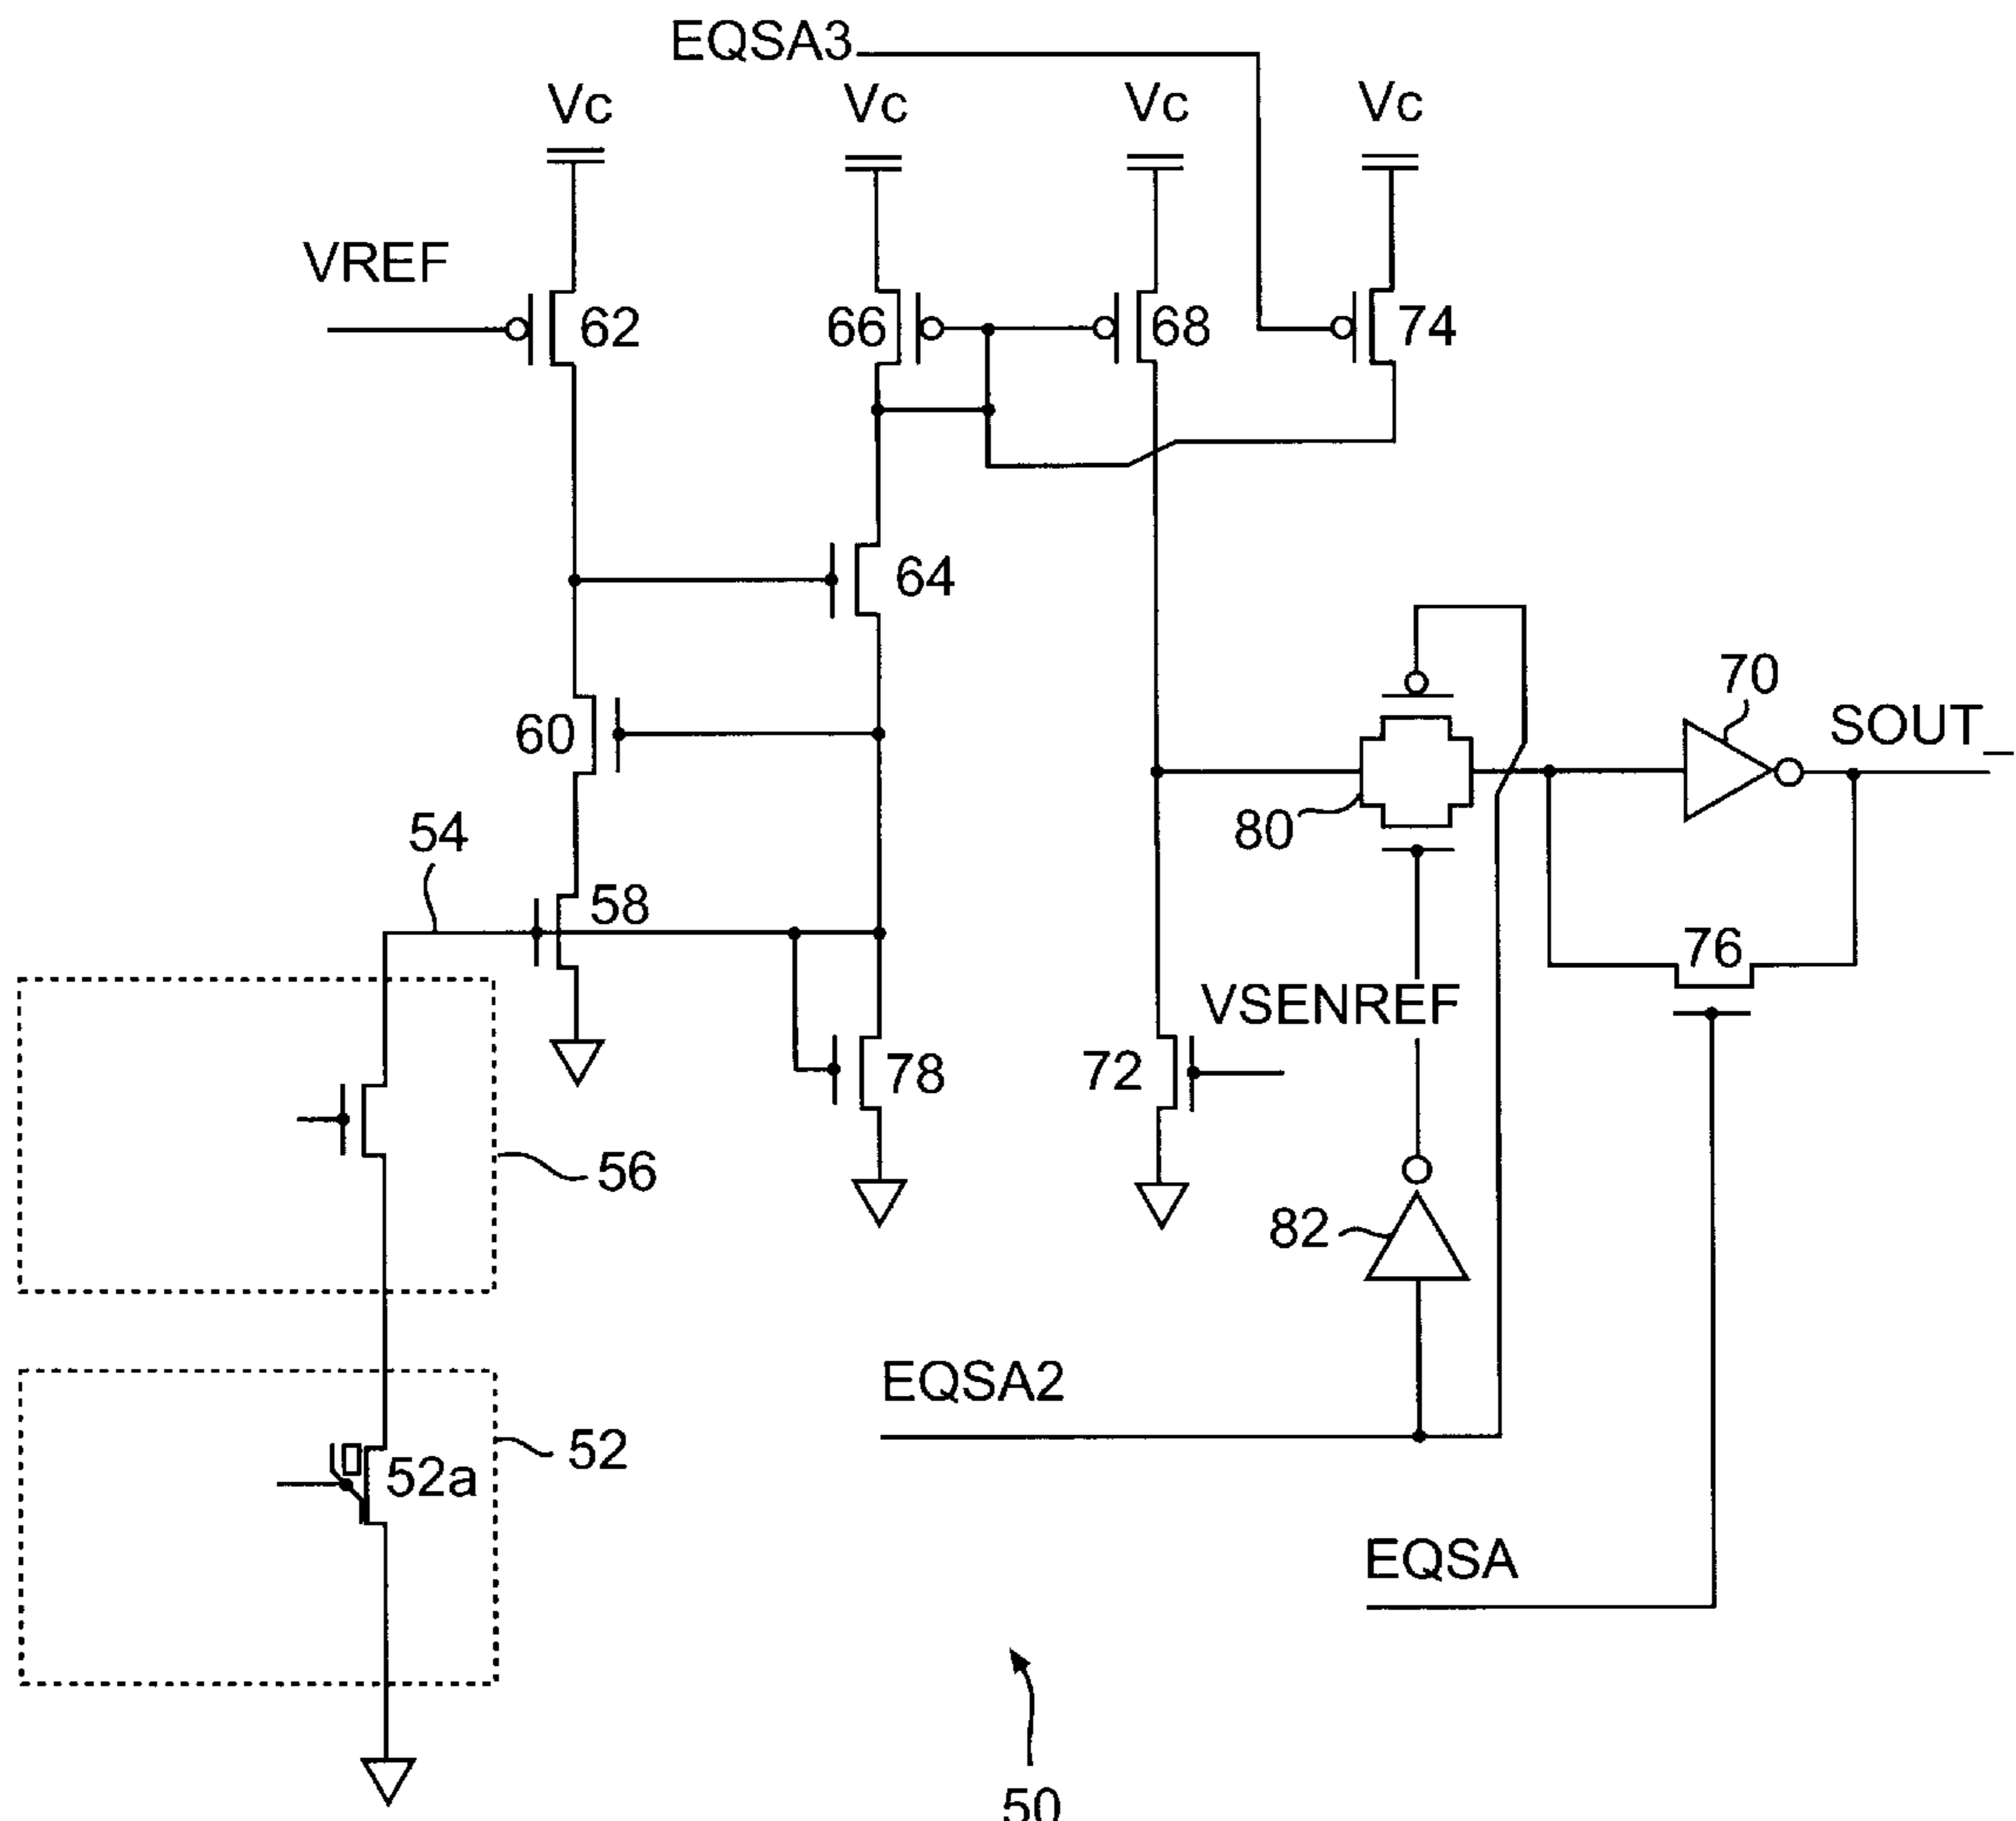 EQSA3
Vc Vc Vc Vc
VREF
62 66 68 74
64
70
60 SOUT_
54 80
58
76
VSENREF
78 72
56
82
EQSA2
52
52a
EQSA
50